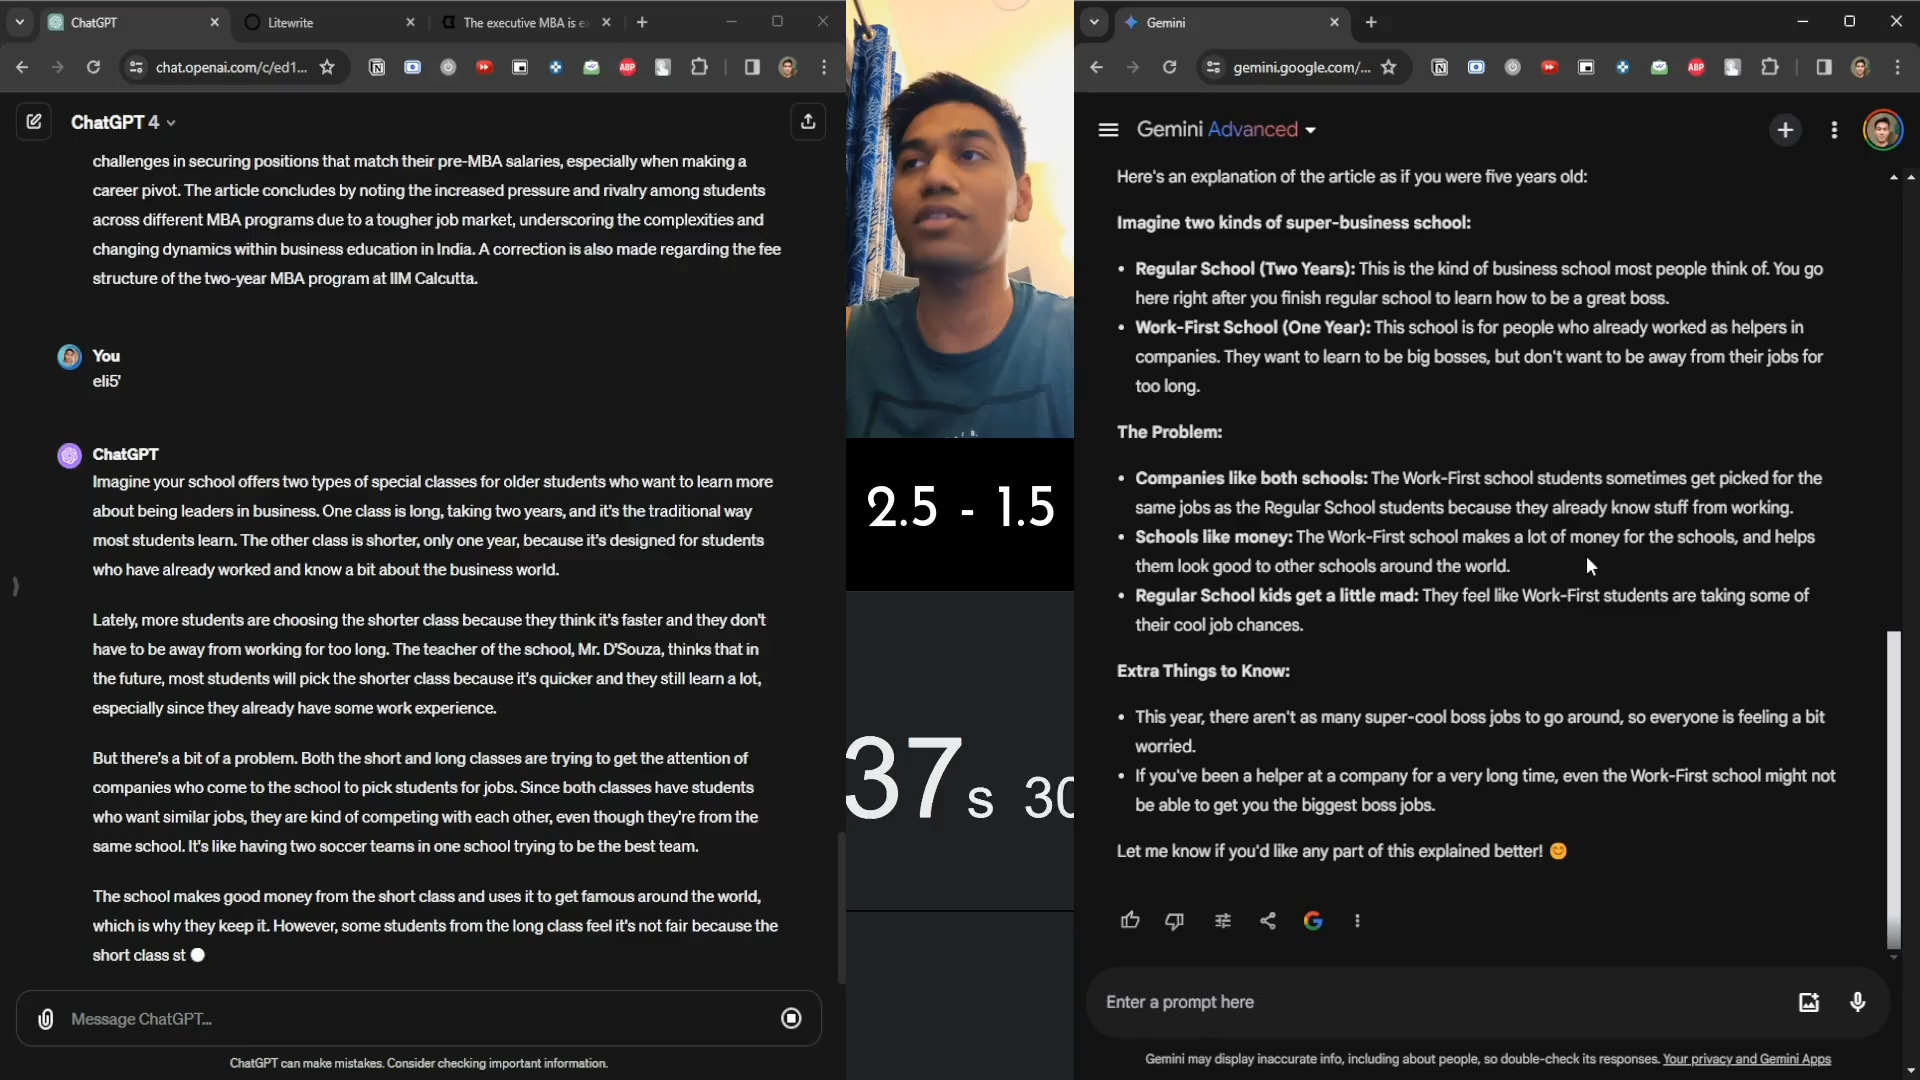 ChatGPT
Litewrite
The executive MBA is e
chat.openai.com/c/ed1...
ABP
ChatGPT 4
challenges in securing positions that match their pre-MBA salaries, especially when making a
career pivot. The article concludes by noting the increased pressure and rivalry among students
across different MBA programs due to a tougher job market, underscoring the complexities and
changing dynamics within business education in India. A correction is also made regarding the fee
structure of the two-year MBA program at IIM Calcutta.
You
eli5'
ChatGPT
Imagine your school offers two types of special classes for older students who want to learn more
about being leaders in business. One class is long, taking two years, and it's the traditional way
most students learn. The other class is shorter, only one year, because it's designed for students
who have already worked and know a bit about the business world.
Lately, more students are choosing the shorter class because they think it's faster and they don't
have to be away from working for too long. The teacher of the school, Mr. D'Souza, thinks that in
the future, most students will pick the shorter class because it's quicker and they still learn a lot,
especially since they already have some work experience.
But there's a bit of a problem. Both the short and long classes are trying to get the attention of
companies who come to the school to pick students for jobs. Since both classes have students
who want similar jobs, they are kind of competing with each other, even though they're from the
same school. It's like having two soccer teams in one school trying to be the best team.
The school makes good money from the short class and uses it to get famous around the world,
which is why they keep it. However, some students from the long class feel it's not fair because the
short class st
Message ChatGPT...
ChatGPT can make mistakes. Consider checking important information.
2.5 - 1.5
37s 30
Gemini
gemini.google.com/...
ABP
Gemini Advanced
Here's an explanation of the article as if you were five years old:
Imagine two kinds of super-business school:
• Regular School (Two Years): This is the kind of business school most people think of. You go
here right after you finish regular school to learn how to be a great boss.
• Work-First School (One Year): This school is for people who already worked as helpers in
companies. They want to learn to be big bosses, but don't want to be away from their jobs for
too long.
The Problem:
• Companies like both schools: The Work-First school students sometimes get picked for the
same jobs as the Regular School students because they already know stuff from working.
• Schools like money: The Work-First school makes a lot of money for the schools, and helps
them look good to other schools around the world.
• Regular School kids get a little mad: They feel like Work-First students are taking some of
their cool job chances.
Extra Things to Know:
• This year, there aren't as many super-cool boss jobs to go around, so everyone is feeling a bit
worried.
• If you've been a helper at a company for a very long time, even the Work-First school might not
be able to get you the biggest boss jobs.
Let me know if you'd like any part of this explained better! 😊
Enter a prompt here
Gemini may display inaccurate info, including about people, so double-check its responses. Your privacy and Gemini Apps